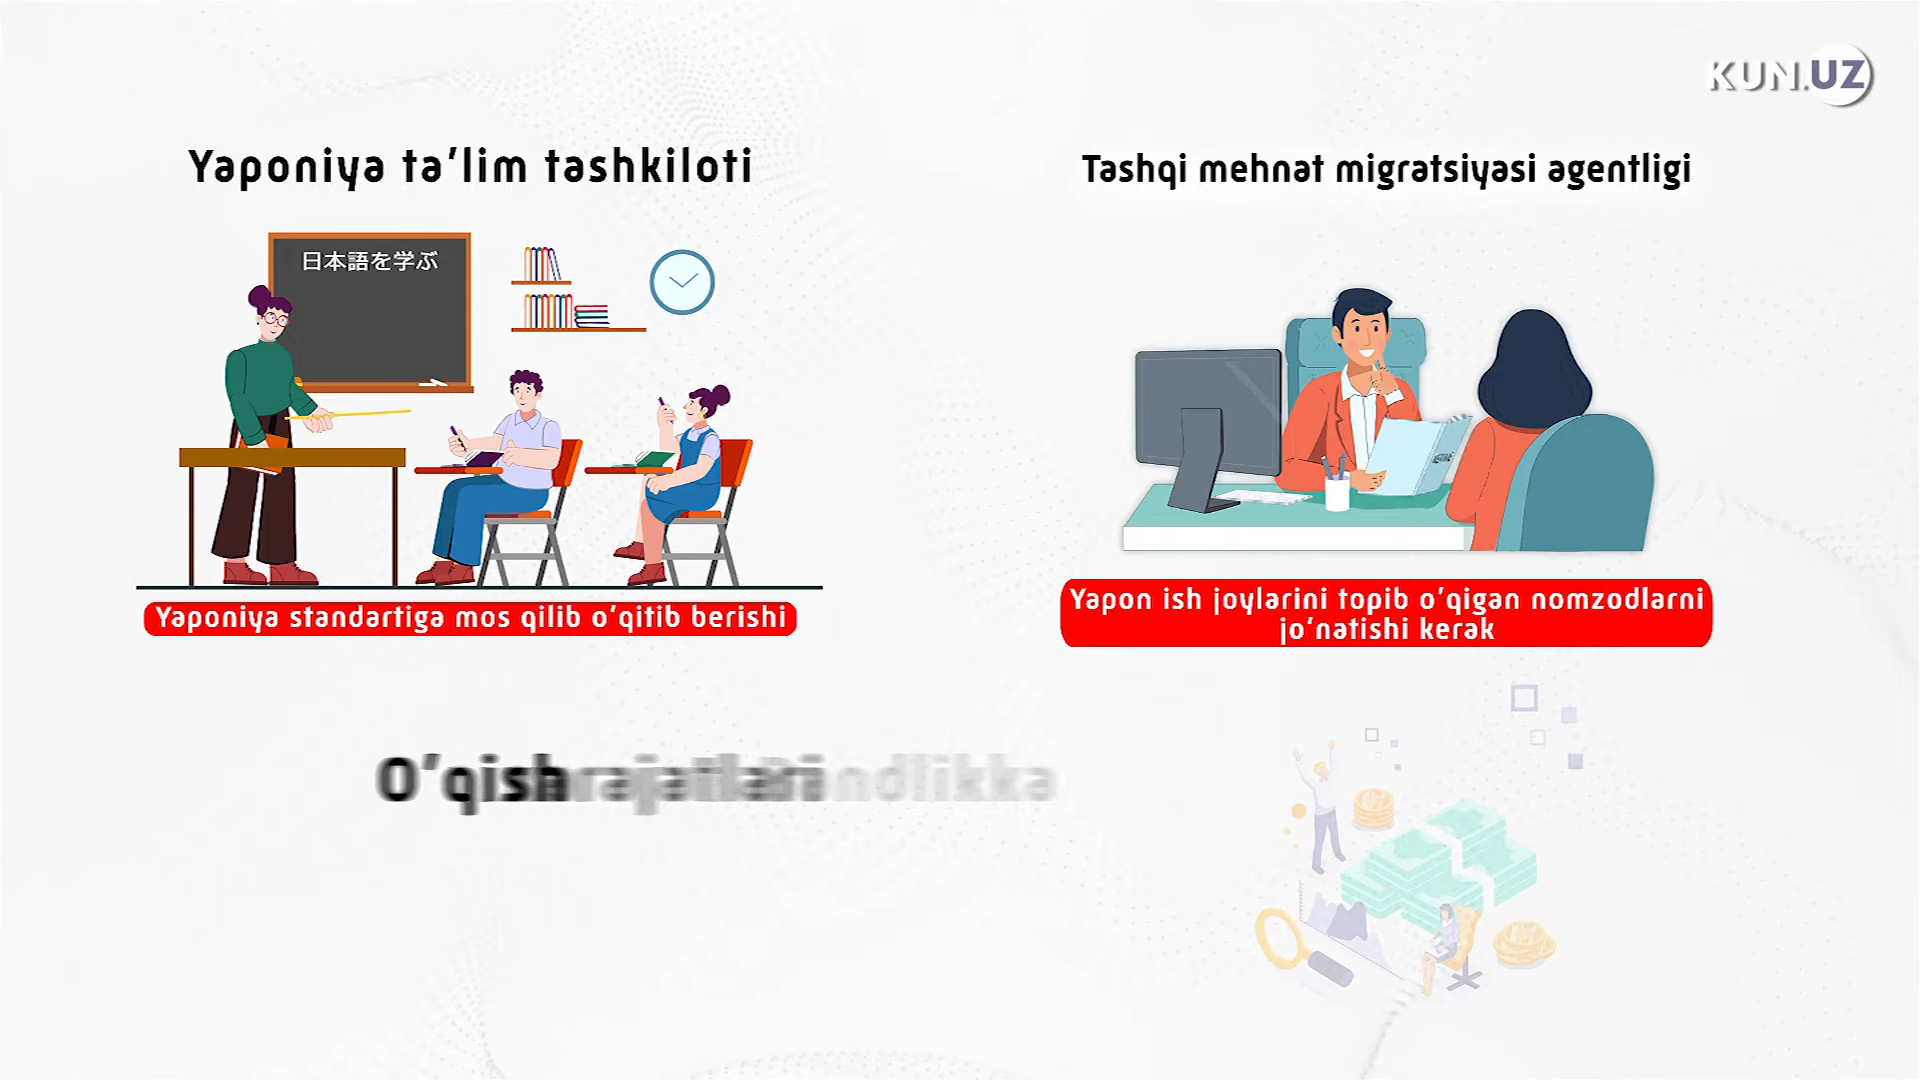 KUN.UZ
Yaponiya ta'lim tashkiloti
Tashqi mehnat migratsiyasi agentligi
日本語を学ぶ
Yaponiya standartiga mos qilib o'qitib berishi
Yapon ish joylarini topib o'qigan nomzodlarni
jo'natishi kerak
O'qish